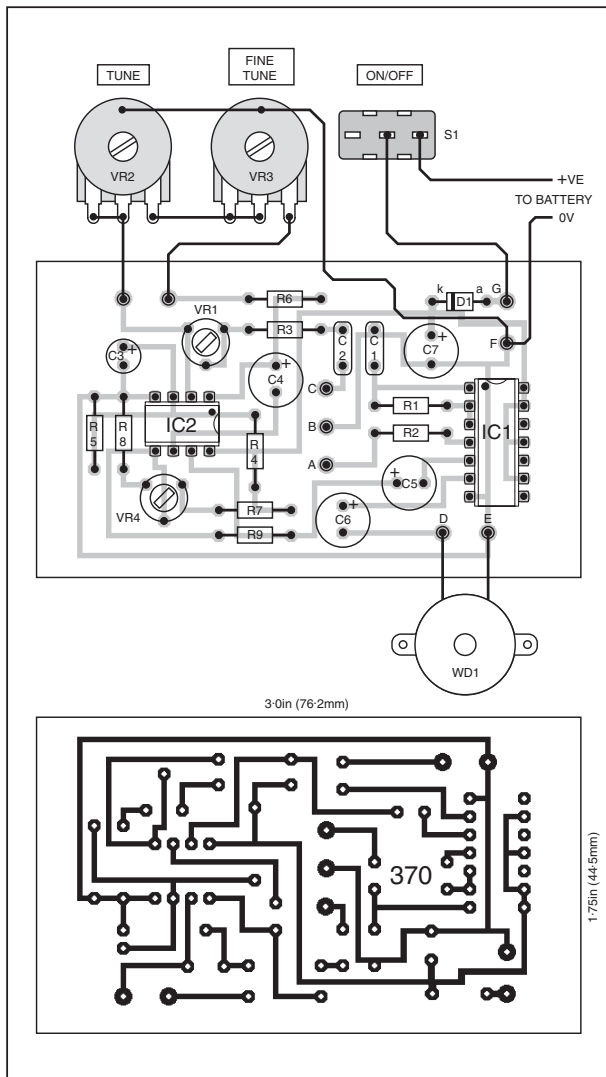 TUNE
FINE
TUNE
ON/OFF
S1
VR2
VR3
+VE
TO BATTERY
0V
k
a
G
D1
R6
VR1
R3
C
2
C
1
C7
F
C3
+
+
C4
+
C
R1
B
IC2
R
5
R
8
R
4
R2
IC1
A
+
C5
VR4
R7
+
C6
R9
D
E
WD1
3·0in (76·2mm)
370
1·75in (44·5mm)